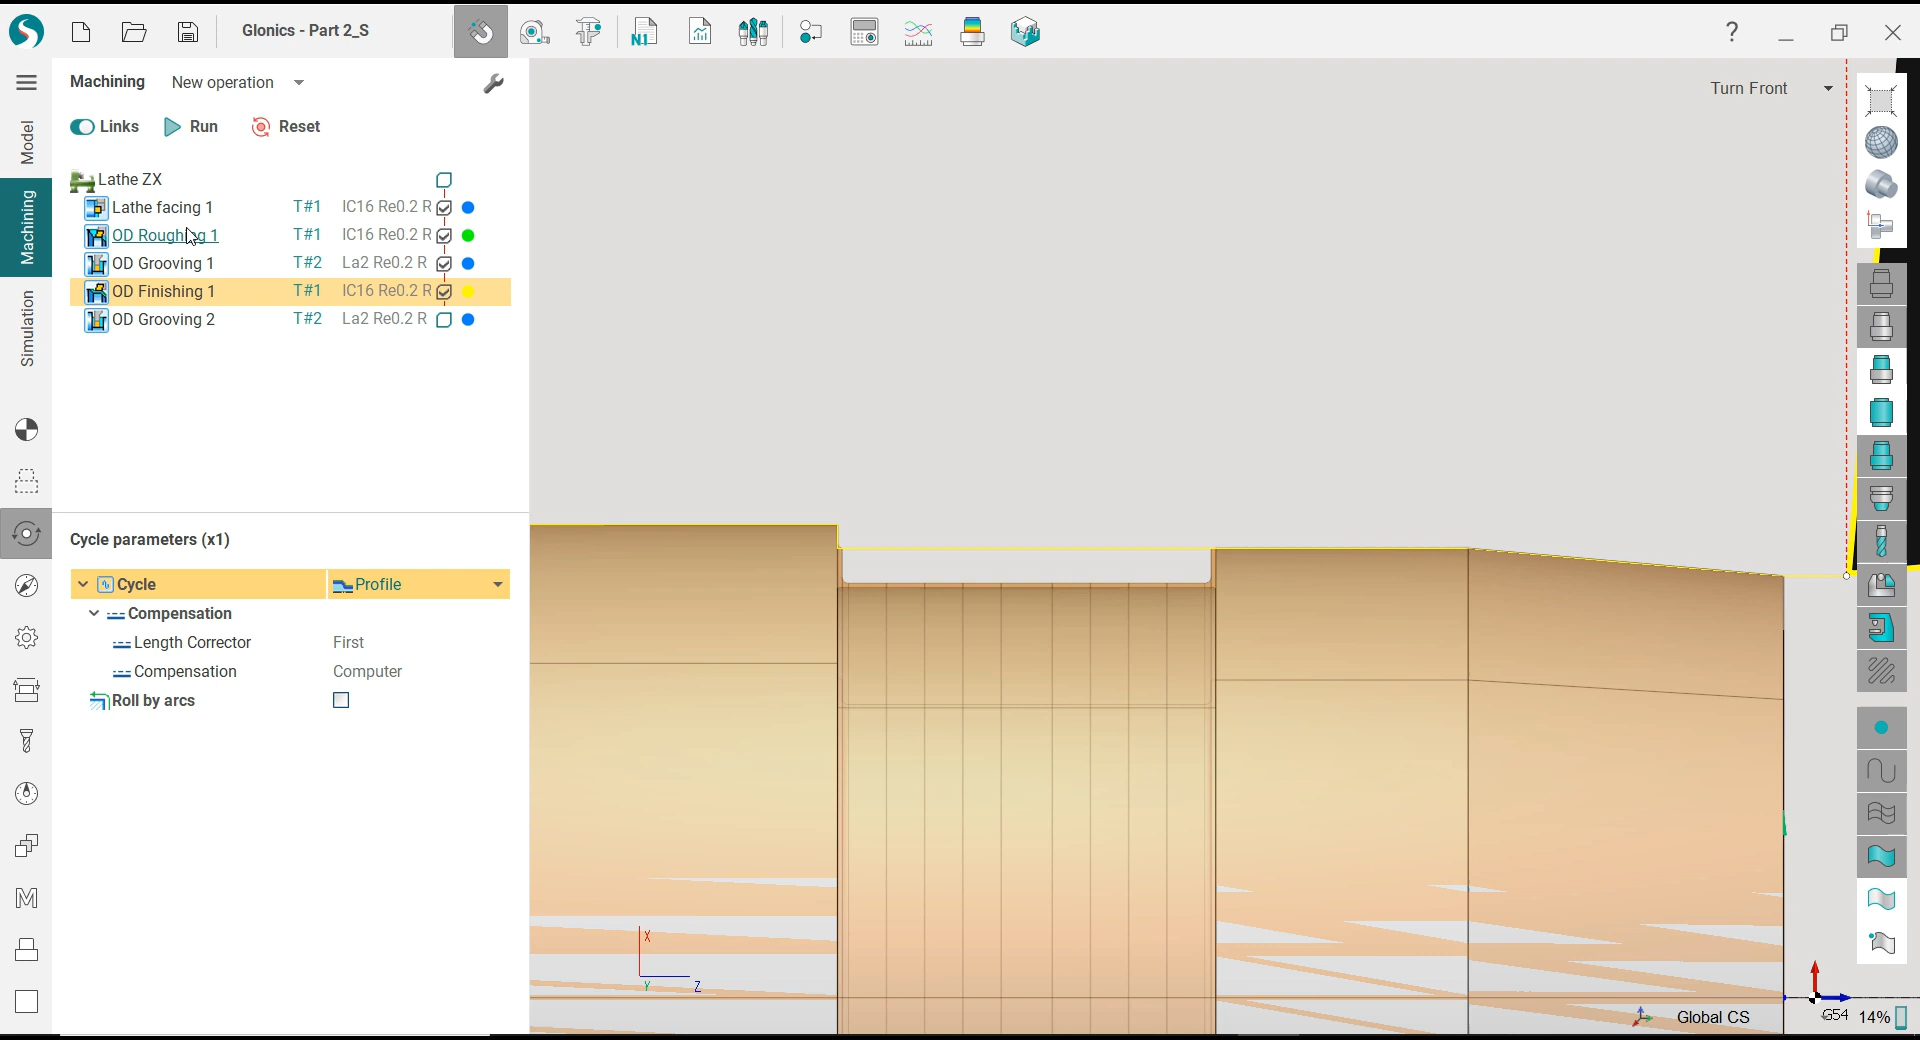 Glonics - Part 2_S
N1
?
Machining New operation
Links Run Reset
Turn Front
Model
Machining
Simulation
Lathe ZX
Lathe facing 1 T#1 IC16 Re0.2 R
OD Roughing 1 T#1 IC16 Re0.2 R
OD Grooving 1 T#2 La2 Re0.2 R
OD Finishing 1 T#1 IC16 Re0.2 R
OD Grooving 2 T#2 La2 Re0.2 R
Cycle parameters (x1)
Cycle Profile
Compensation
Length Corrector First
Compensation Computer
Roll by arcs
M
X
Y
Z
Global CS
G54
14%